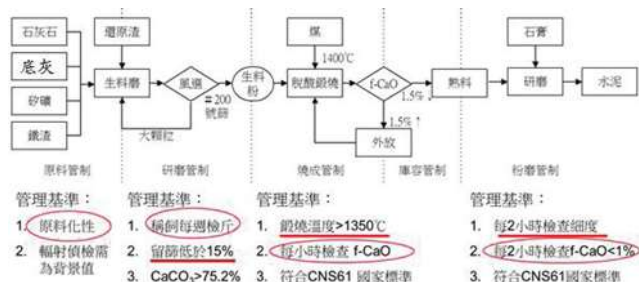 石灰石
還原渣
煤
石膏
底灰
1400℃
生料磨
風選
生料粉
脫酸鍛燒
f-CaO
熟料
研磨
水泥
矽礦
#200
號篩
1.5% ↓
1.5% ↑
鐵渣
大顆粒
外放
原料管制
研磨管制
燒成管制
庫容管制
粉磨管制
管理基準：
1. 原料化性
2. 輻射偵檢需
為背景值
管理基準：
1. 稱飼每週檢斤
2. 留篩低於15%
3. CaCO₃>75.2%
管理基準：
1. 鍛燒溫度>1350℃
2. 每小時檢查 f-CaO
3. 符合CNS61 國家標準
管理基準：
1. 每2小時檢查細度
2. 每2小時檢查f-CaO<1%
3. 符合CNS61國家標準